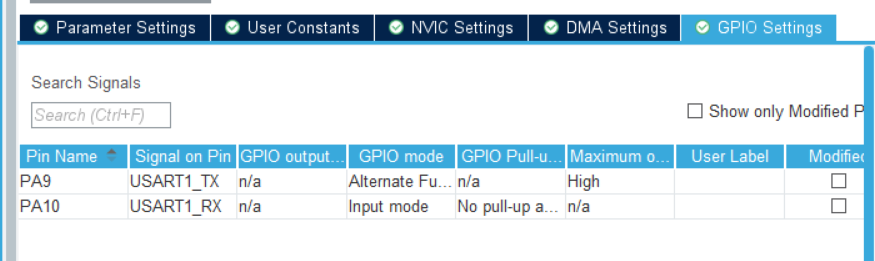 Parameter Settings User Constants NVIC Settings DMA Settings GPIO Settings
Search Signals
Search (Ctrl+F)
Show only Modified P
Pin Name Signal on Pin GPIO output... GPIO mode GPIO Pull-u... Maximum o... User Label Modified
PA9 USART1_TX n/a Alternate Fu... n/a High
PA10 USART1_RX n/a Input mode No pull-up a... n/a